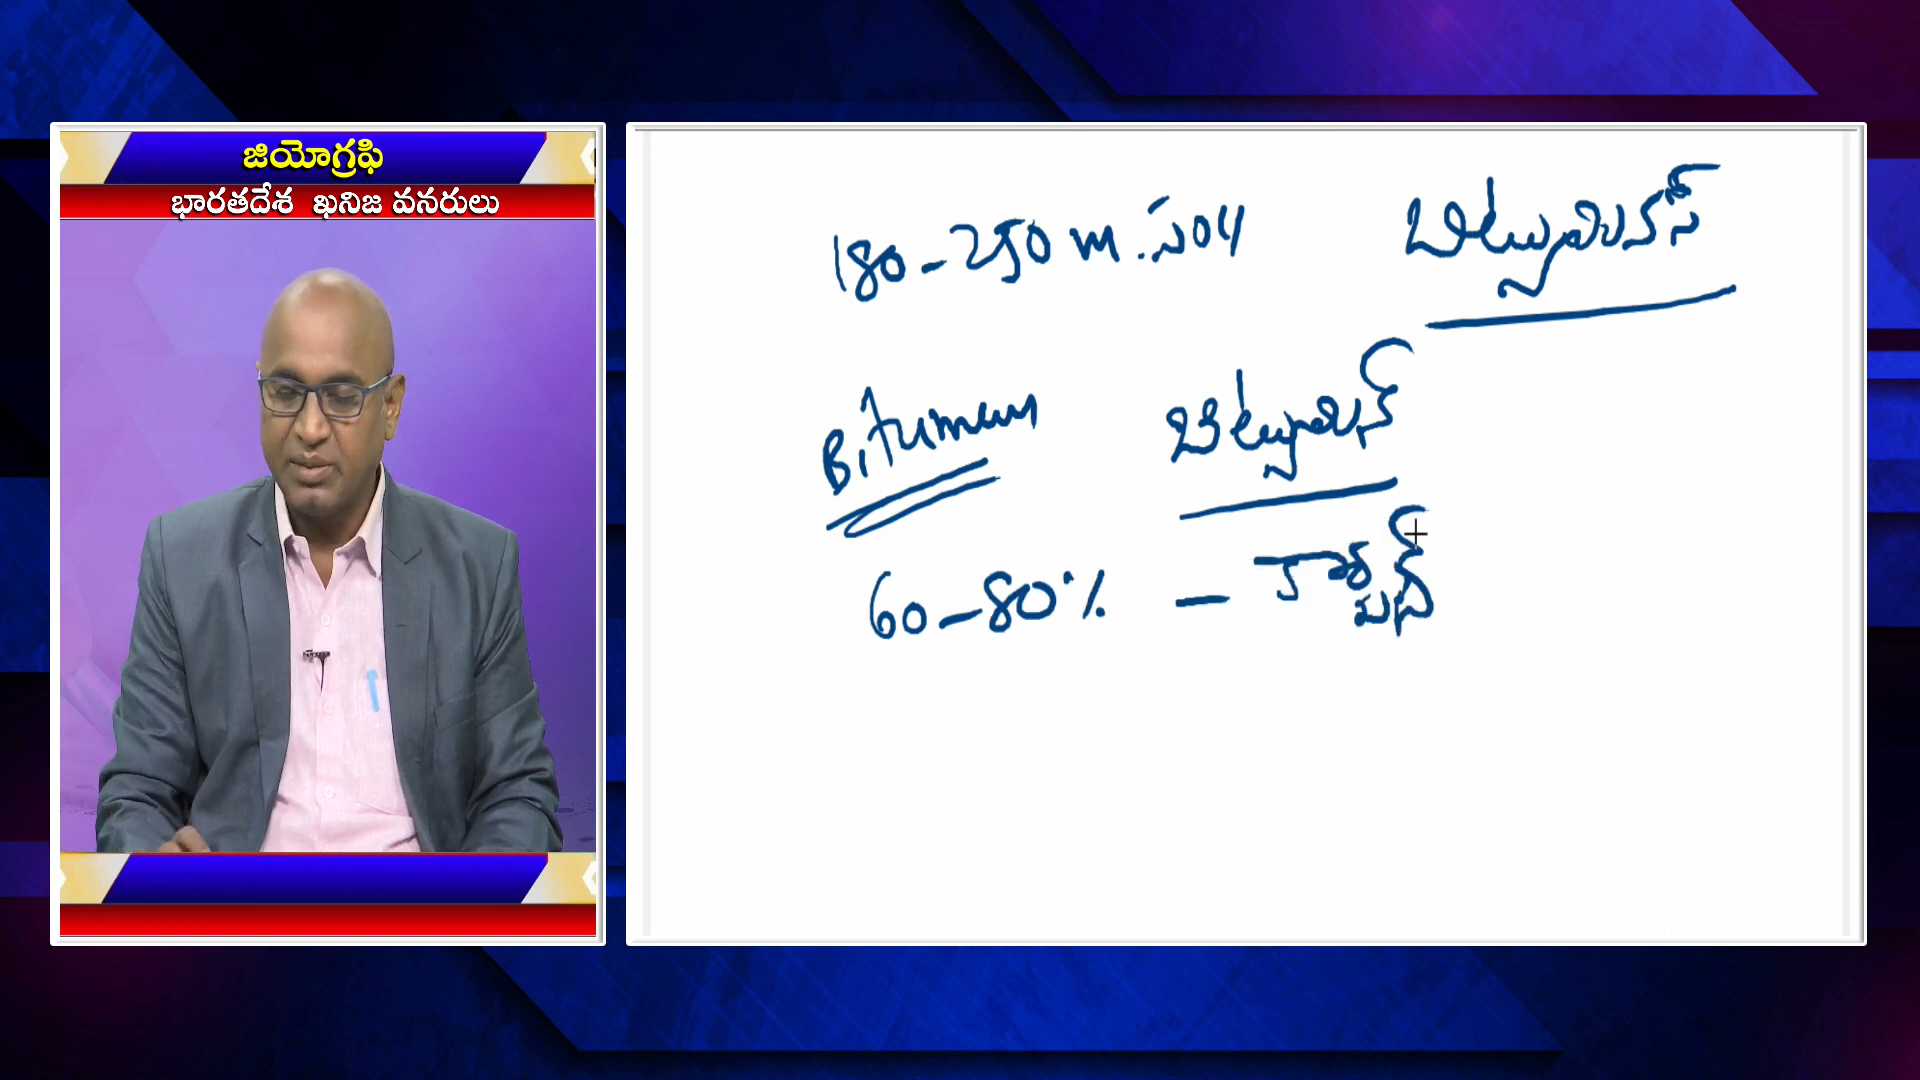 జియోగ్రఫి
భారతదేశ ఖనిజ వనరులు
180-250 m.సం॥ బిట్యుమినస్
Bitumen బిట్యుమిన్
60-80% - కార్బన్